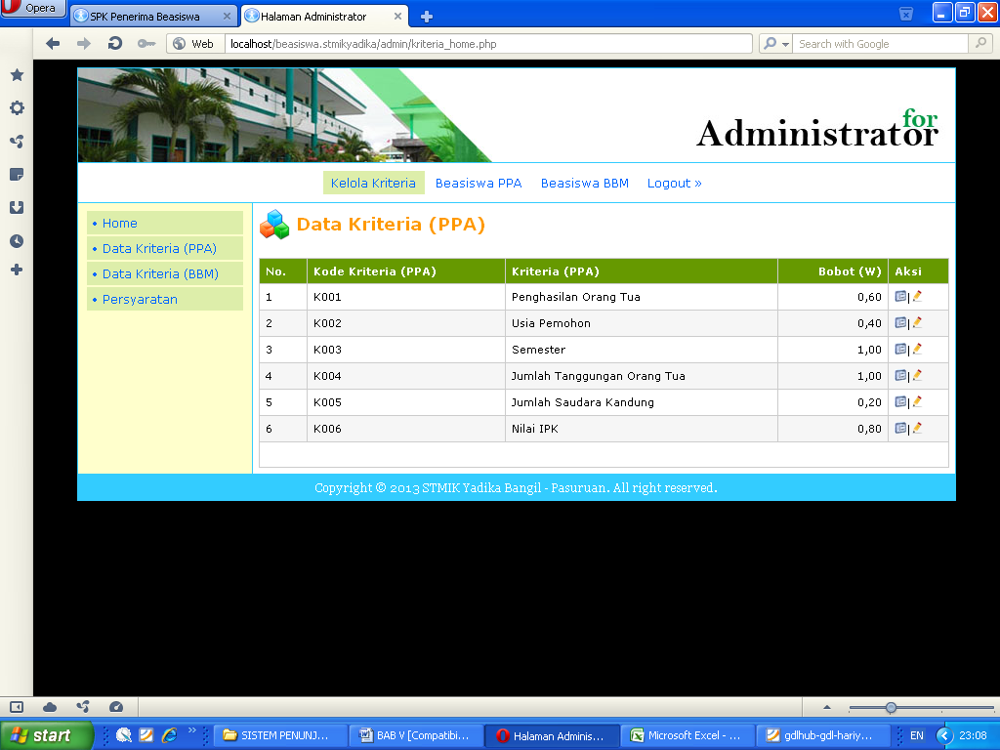 Opera
SPK Penerima Beasiswa
Halaman Administrator
Web
localhost/beasiswa.stmikyadika/admin/kriteria_home.php
Search with Google
for
Administrator
Kelola Kriteria Beasiswa PPA Beasiswa BBM Logout »
• Home
• Data Kriteria (PPA)
• Data Kriteria (BBM)
• Persyaratan
Data Kriteria (PPA)
No. Kode Kriteria (PPA) Kriteria (PPA) Bobot (W) Aksi
1 K001 Penghasilan Orang Tua 0,60 |
2 K002 Usia Pemohon 0,40 |
3 K003 Semester 1,00 |
4 K004 Jumlah Tanggungan Orang Tua 1,00 |
5 K005 Jumlah Saudara Kandung 0,20 |
6 K006 Nilai IPK 0,80 |
Copyright © 2013 STMIK Yadika Bangil - Pasuruan. All right reserved.
start » SISTEM PENUNJ... BAB V [Compatibi... Halaman Adminis... Microsoft Excel - ... gdlhub-gdl-hariy... EN 23:08